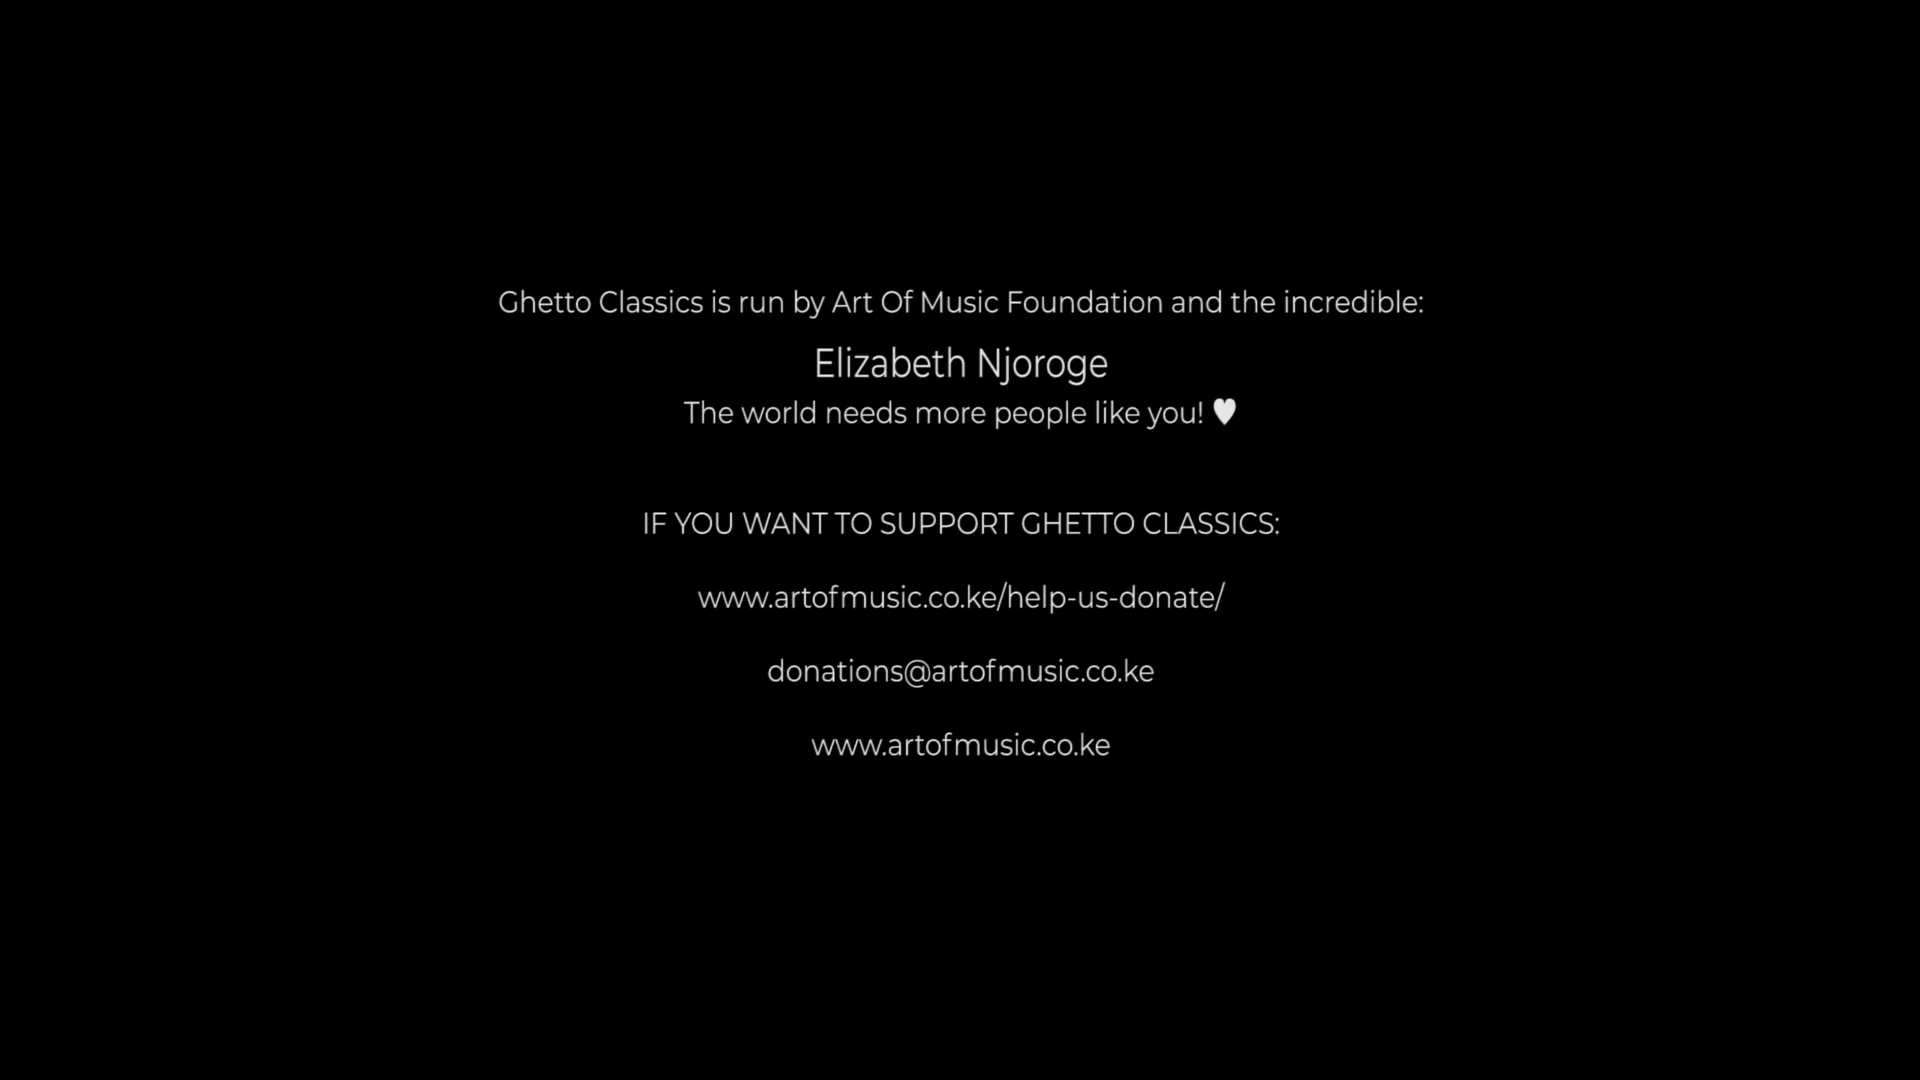 Ghetto Classics is run by Art Of Music Foundation and the incredible:
Elizabeth Njoroge
The world needs more people like you! ♥
IF YOU WANT TO SUPPORT GHETTO CLASSICS:
www.artofmusic.co.ke/help-us-donate/
donations@artofmusic.co.ke
www.artofmusic.co.ke